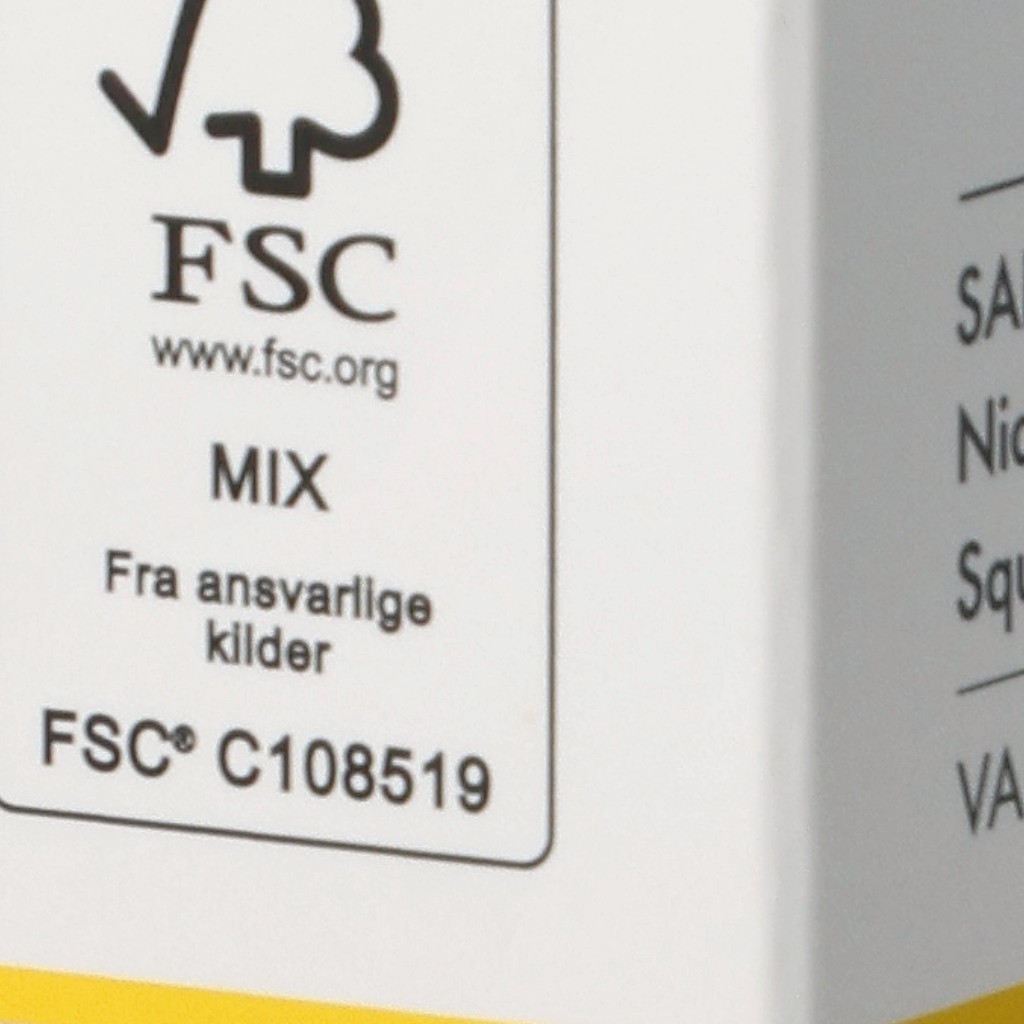 FSC
www.fsc.org
MIX
Fra ansvarlige
kilder
FSC® C108519